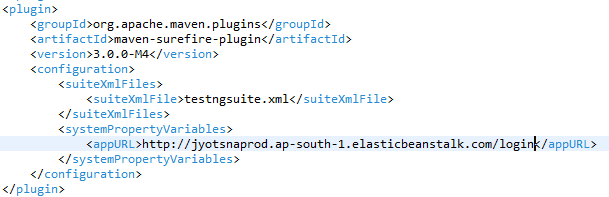 <plugin>
<groupId>org.apache.maven.plugins</groupId>
<artifactId>maven-surefire-plugin</artifactId>
<version>3.0.0-M4</version>
<configuration>
<suiteXmlFiles>
<suiteXmlFile>testngsuite.xml</suiteXmlFile>
</suiteXmlFiles>
<systemPropertyVariables>
<appURL>http://jyotsnaprod.ap-south-1.elasticbeanstalk.com/login</appURL>
</systemPropertyVariables>
</configuration>
</plugin>